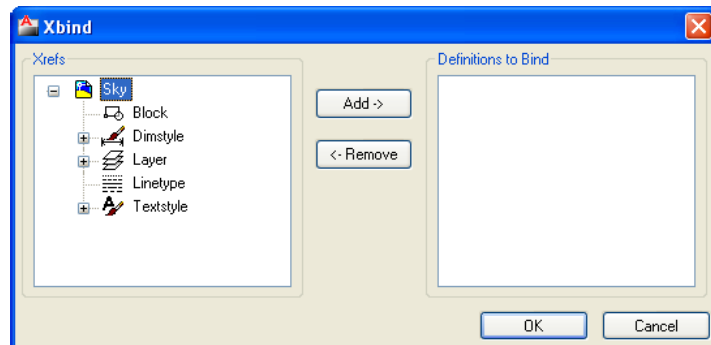 Xbind
Xrefs
Sky
Block
Dimstyle
Layer
Linetype
Textstyle
Add ->
<- Remove
Definitions to Bind
OK
Cancel